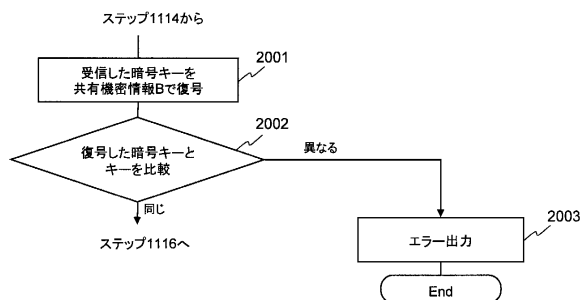 ステップ1114から
受信した暗号キーを
共有機密情報Bで復号
2001
復号した暗号キーと
キーを比較
2002
異なる
同じ
ステップ1116へ
エラー出力
2003
End